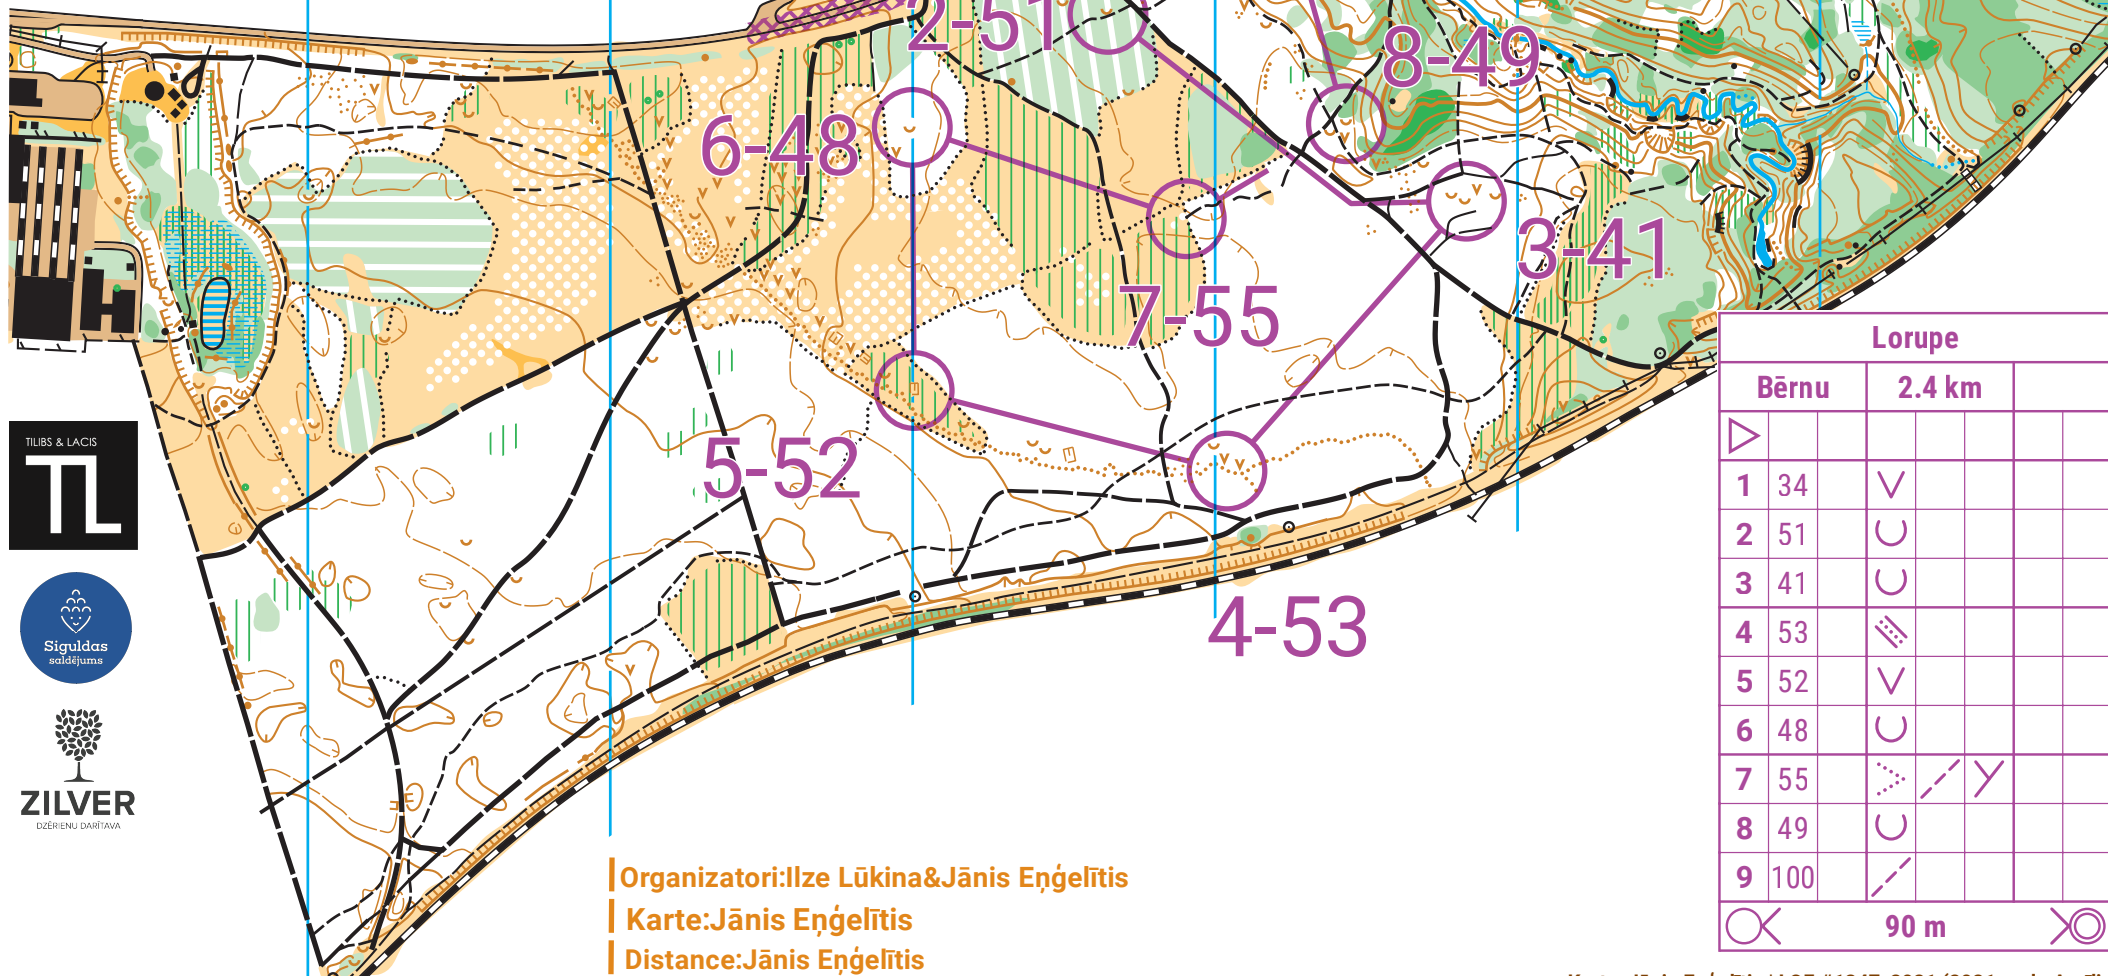 2-51
8-49
6-48
3-41
7-55
5-52
4-53
TILIBS & LACIS
TL
Siguldas
saldējums
ZILVER
DZĒRIENU DARĪTAVA
Organizatori:Ilze Lūkina&Jānis Eņģelītis
Karte:Jānis Eņģelītis
Distance:Jānis Eņģelītis
Lorupe
Bērnu 2.4 km
1 34
2 51
3 41
4 53
5 52
6 48
7 55
8 49
9 100
90 m